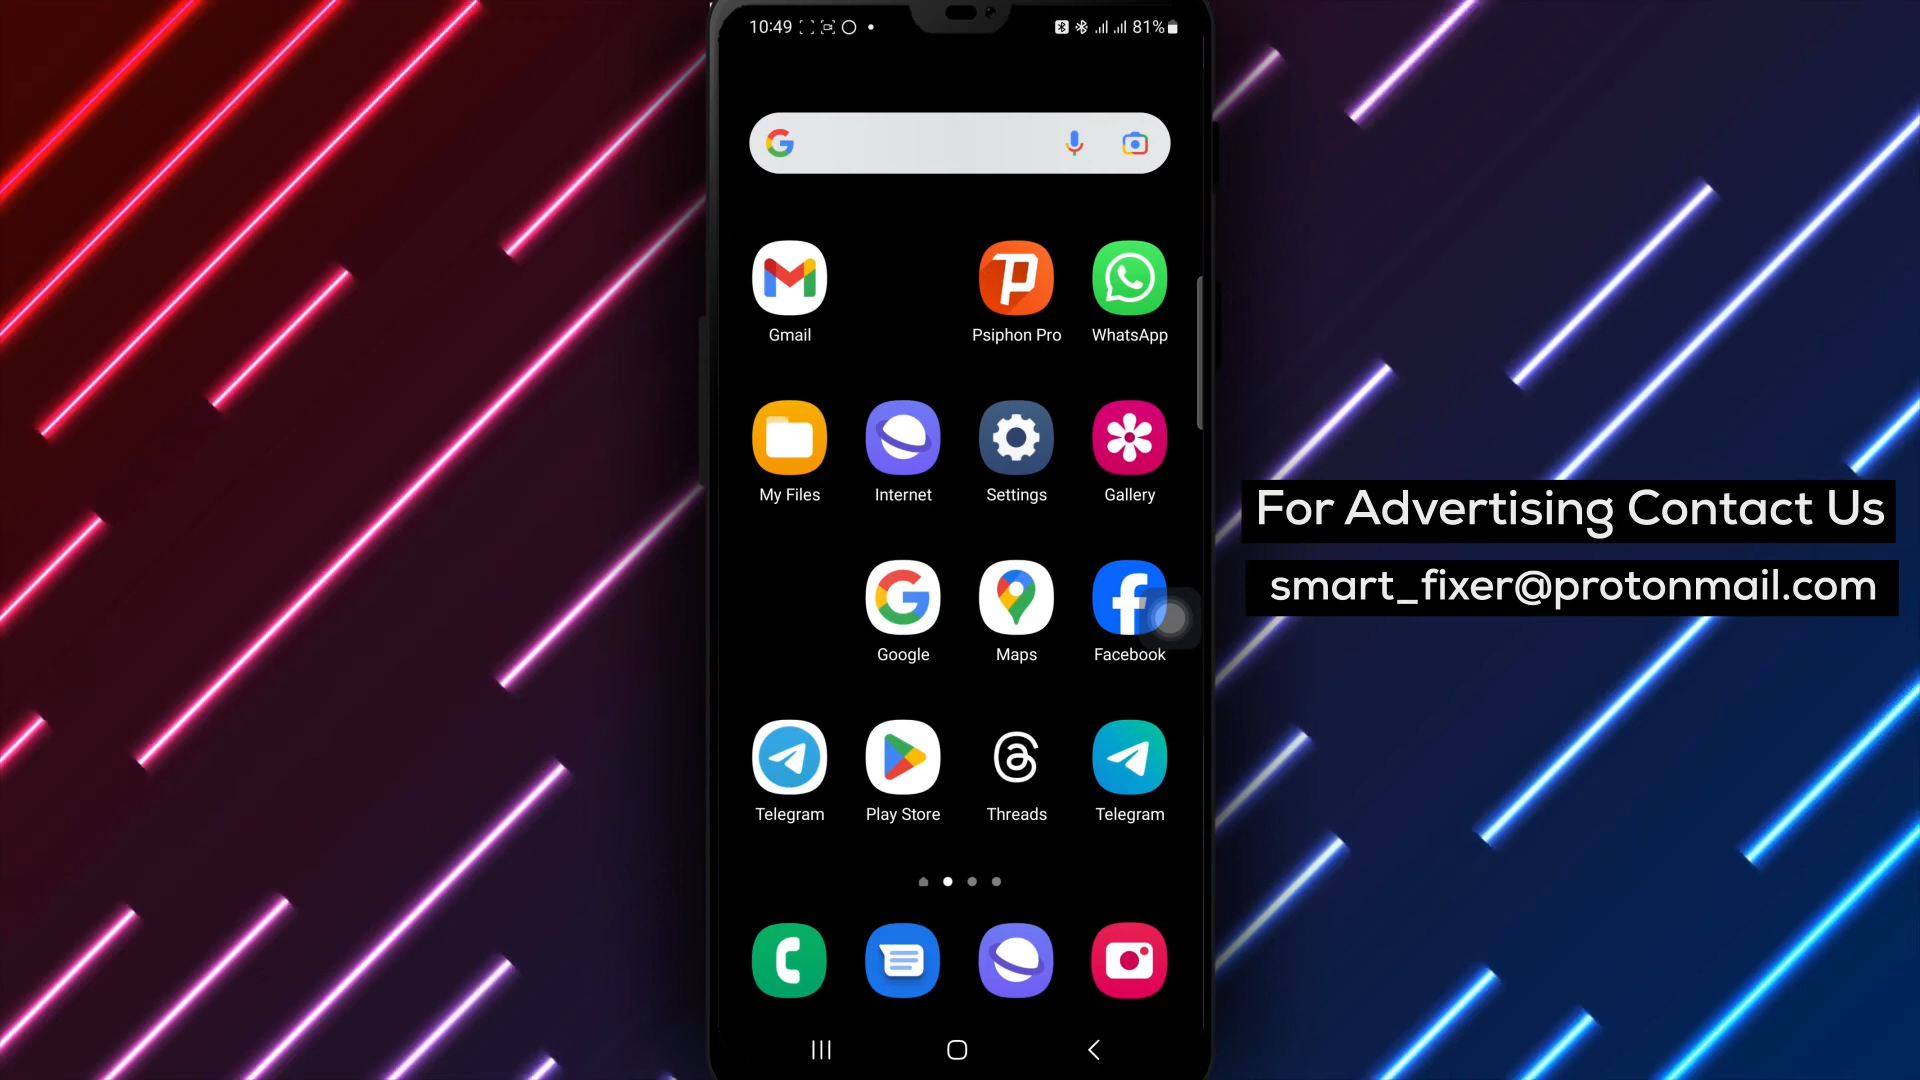 10:49
81%
Gmail
Psiphon Pro
WhatsApp
My Files
Internet
Settings
Gallery
Google
Maps
Facebook
Telegram
Play Store
Threads
Telegram
For Advertising Contact Us
smart_fixer@protonmail.com